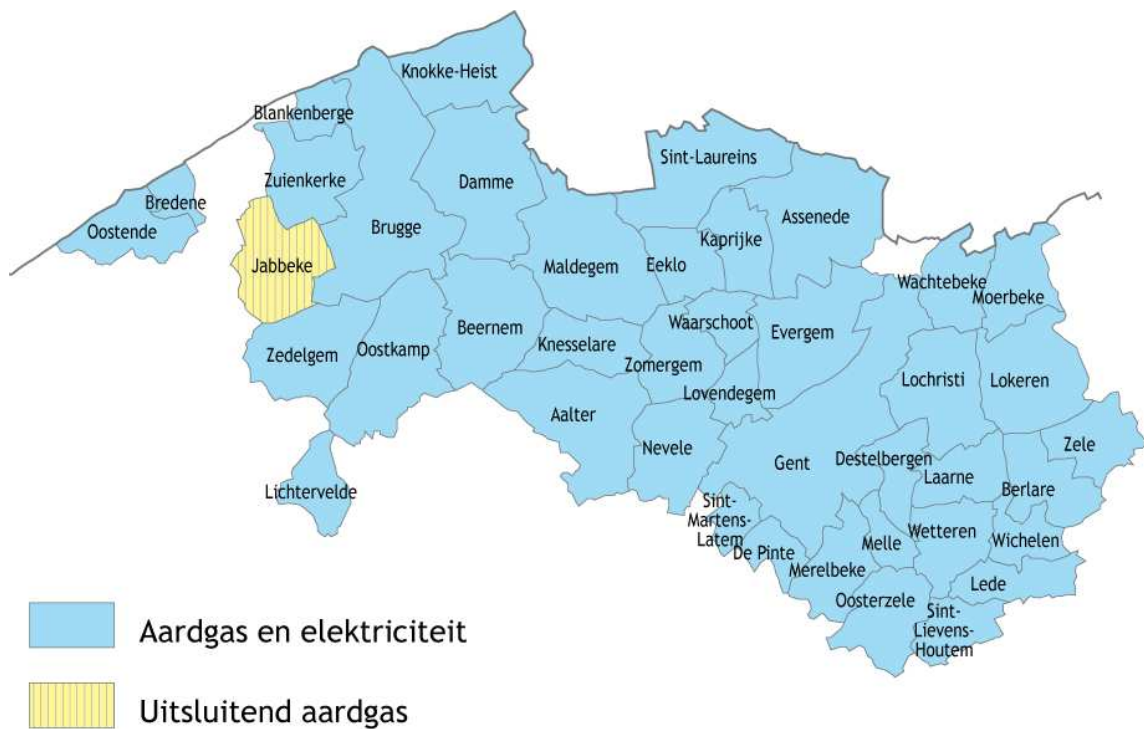 Knokke-Heist
Blankenberge
Sint-Laureins
Zuienkerke
Damme
Bredene
Assenede
Oostende
Brugge
Kaprijke
Jabbeke
Maldegem
Eeklo
Wachtebeke
Moerbeke
Beernem
Waarschoot
Evergem
Zedelgem
Oostkamp
Knesselare
Zomergem
Lochristi
Lokeren
Lovendegem
Aalter
Nevele
Zele
Gent
Destelbergen
Laarne
Lichtervelde
Berlare
Sint-
Martens-
Latem
De Pinte
Melle
Wetteren
Wichelen
Merelbeke
Lede
Oosterzele
Sint-
Lievens-
Houtem
Aardgas en elektriciteit
Uitsluitend aardgas